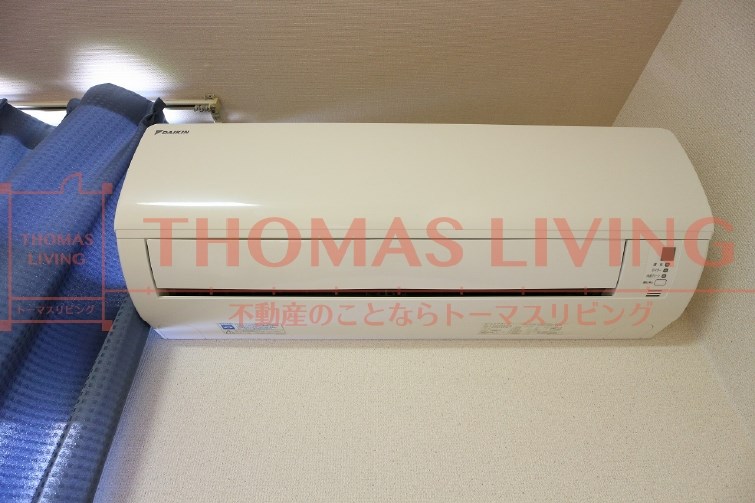 DAIKIN
THOMAS LIVING
THOMAS
LIVING
トーマスリビング
不動産のことならトーマスリビング